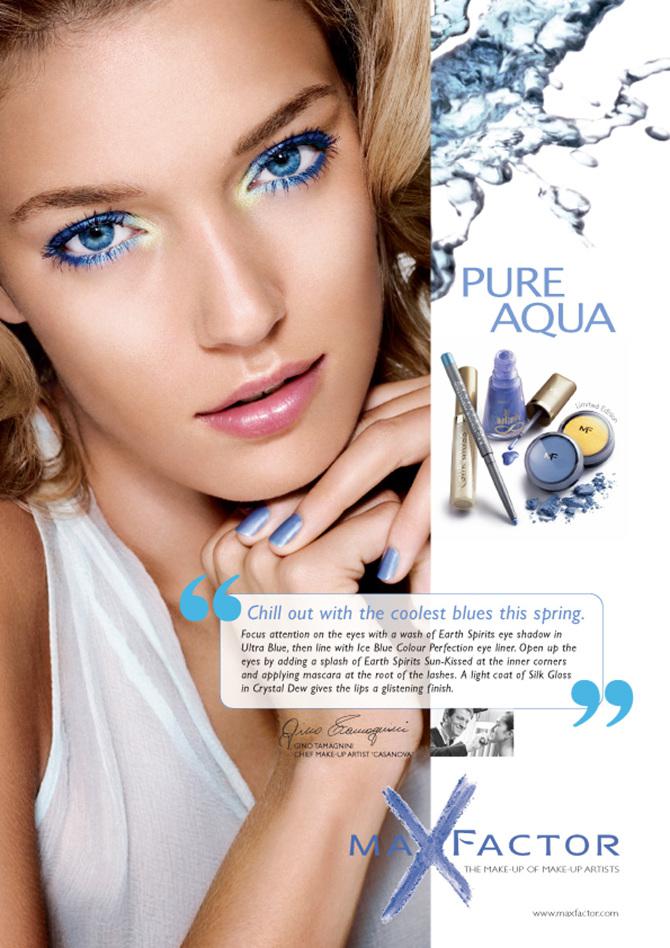 PURE
AQUA
Limited Edition
MF
MF
“ Chill out with the coolest blues this spring.
Focus attention on the eyes with a wash of Earth Spirits eye shadow in
Ultra Blue, then line with Ice Blue Colour Perfection eye liner. Open up the
eyes by adding a splash of Earth Spirits Sun-Kissed at the inner corners
and applying mascara at the root of the lashes. A light coat of Silk Gloss
in Crystal Dew gives the lips a glistening finish. ”
Gino Tamagnini
GINO TAMAGNINI
CHIEF MAKE-UP ARTIST 'CASANOVA'
MAXFACTOR
THE MAKE-UP OF MAKE-UP ARTISTS
www.maxfactor.com